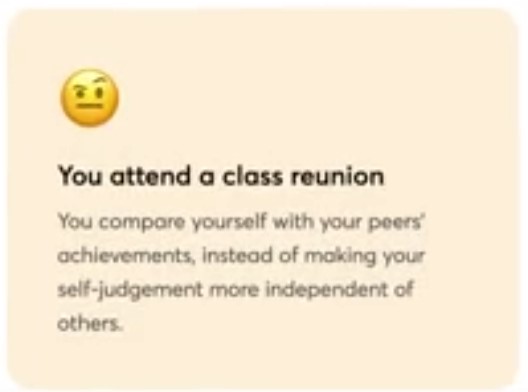 You attend a class reunion
You compare yourself with your peers'
achievements, instead of making your
self-judgement more independent of
others.